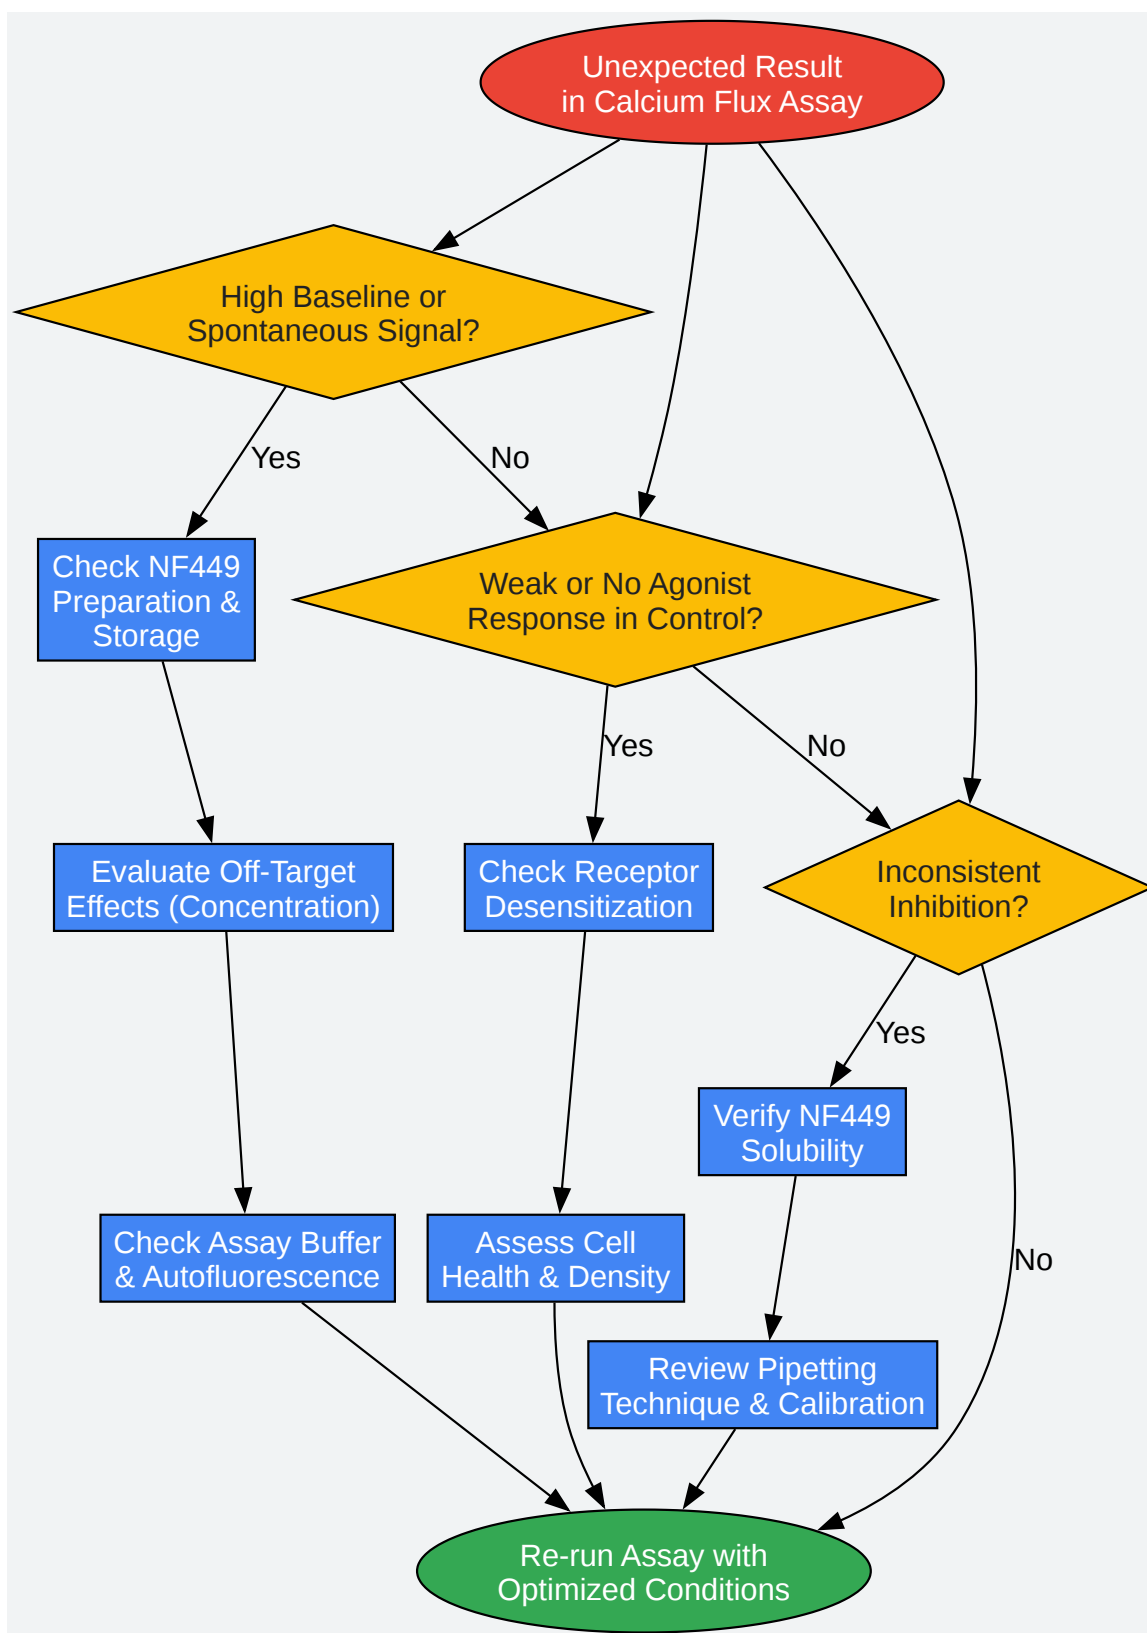 Unexpected Result
in Calcium Flux Assay
High Baseline or
Spontaneous Signal?
Yes
No
Check NF449
Preparation &
Storage
Weak or No Agonist
Response in Control?
Yes
No
Evaluate Off-Target
Effects (Concentration)
Check Receptor
Desensitization
Inconsistent
Inhibition?
Yes
Verify NF449
Solubility
Check Assay Buffer
& Autofluorescence
Assess Cell
Health & Density
No
Review Pipetting
Technique & Calibration
Re-run Assay with
Optimized Conditions